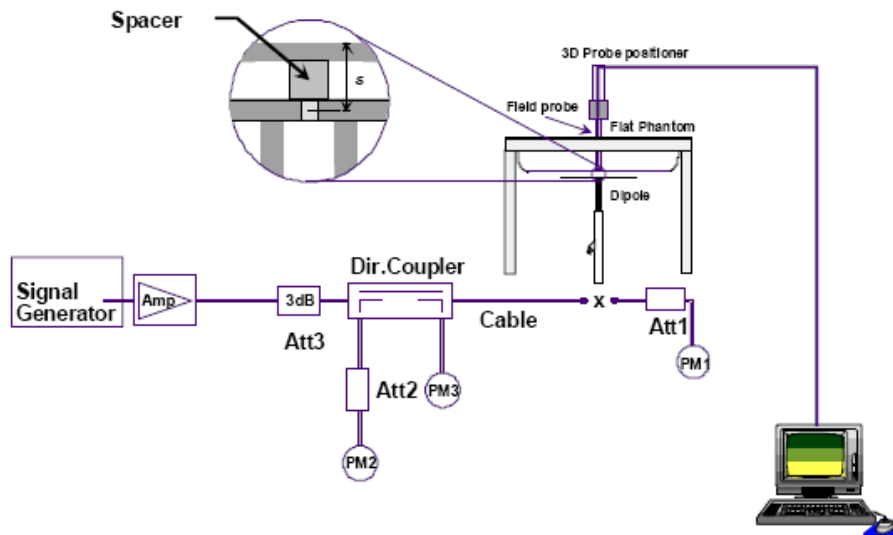 Spacer
s
3D Probe positioner
Field probe
Flat Phantom
Dipole
Signal
Generator
Amp
3dB
Att3
Dir.Coupler
Cable
x
Att1
PM1
Att2
PM3
PM2